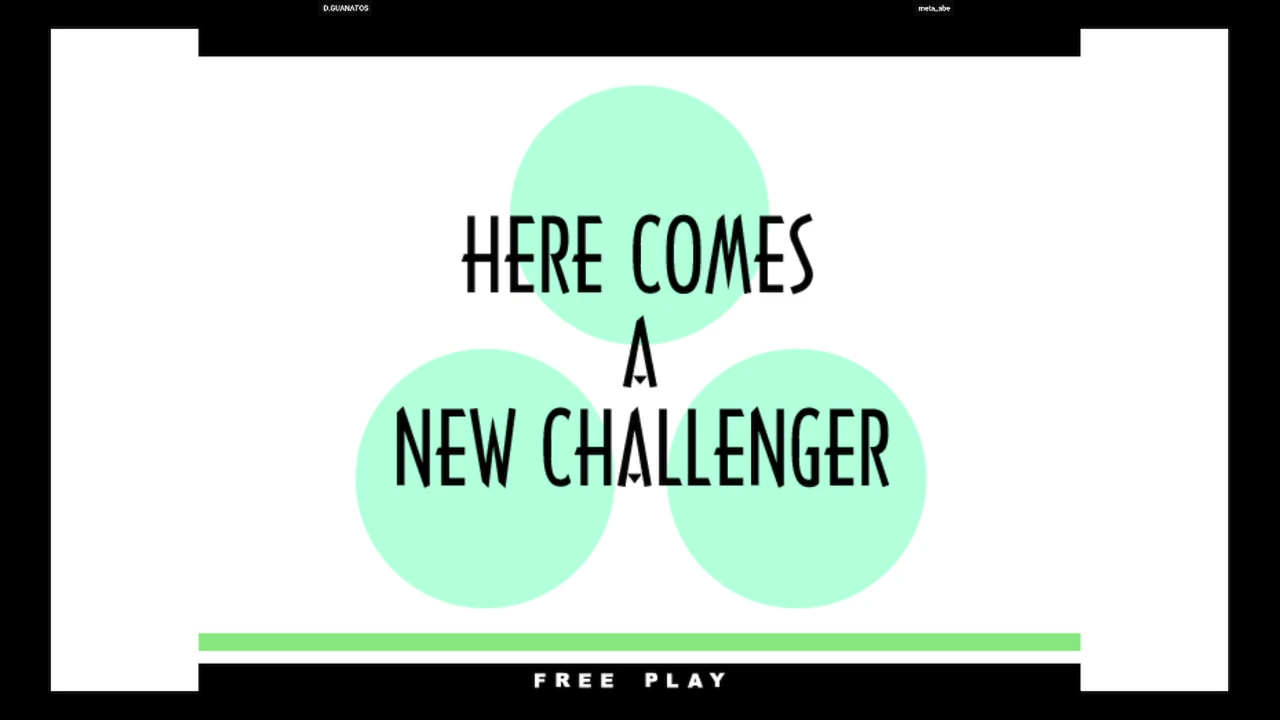 D.GUANATOS
meta_abe
HERE COMES
A
NEW CHALLENGER
FREE PLAY